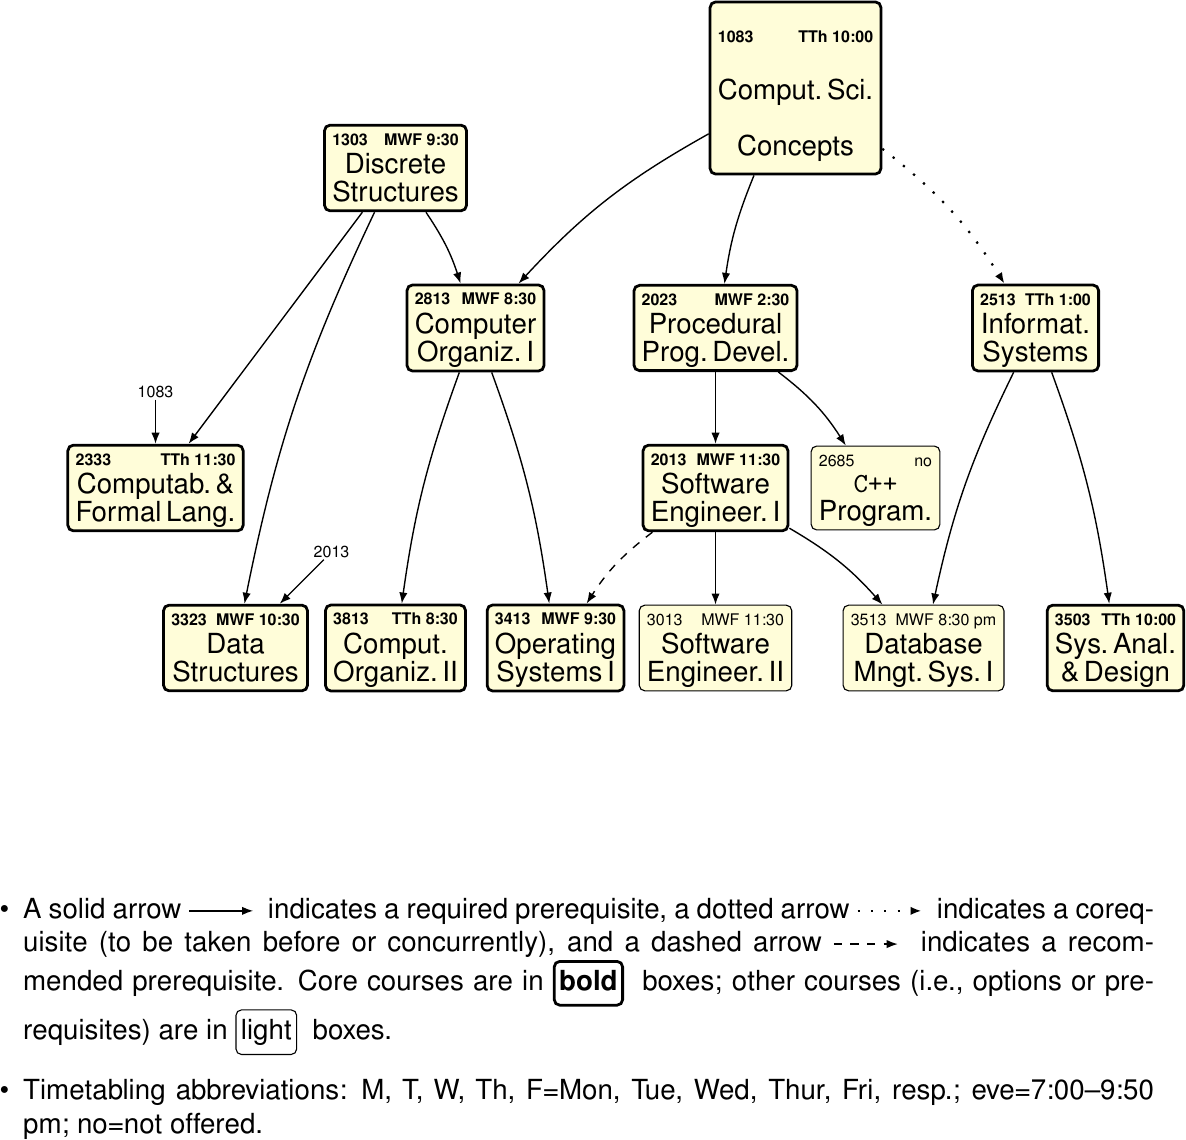 1083 TTh 10:00
Comput. Sci.
Concepts
1303 MWF 9:30
Discrete
Structures
2813 MWF 8:30
Computer
Organiz. I
2023 MWF 2:30
Procedural
Prog. Devel.
2513 TTh 1:00
Informat.
Systems
1083
2333 TTh 11:30
Computab. &
Formal Lang.
2013 MWF 11:30
Software
Engineer. I
2685 no
C++
Program.
2013
3323 MWF 10:30
Data
Structures
3813 TTh 8:30
Comput.
Organiz. II
3413 MWF 9:30
Operating
Systems I
3013 MWF 11:30
Software
Engineer. II
3513 MWF 8:30 pm
Database
Mngt. Sys. I
3503 TTh 10:00
Sys. Anal.
& Design
• A solid arrow indicates a required prerequisite, a dotted arrow indicates a coreq-
uisite (to be taken before or concurrently), and a dashed arrow indicates a recom-
mended prerequisite. Core courses are in bold boxes; other courses (i.e., options or pre-
requisites) are in light boxes.
• Timetabling abbreviations: M, T, W, Th, F=Mon, Tue, Wed, Thur, Fri, resp.; eve=7:00–9:50
pm; no=not offered.